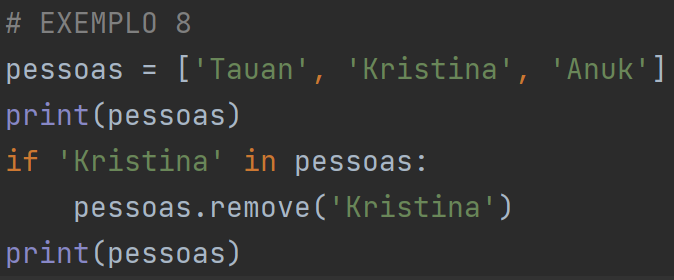 # EXEMPLO 8
pessoas = ['Tauan', 'Kristina', 'Anuk']
print(pessoas)
if 'Kristina' in pessoas:
    pessoas.remove('Kristina')
print(pessoas)